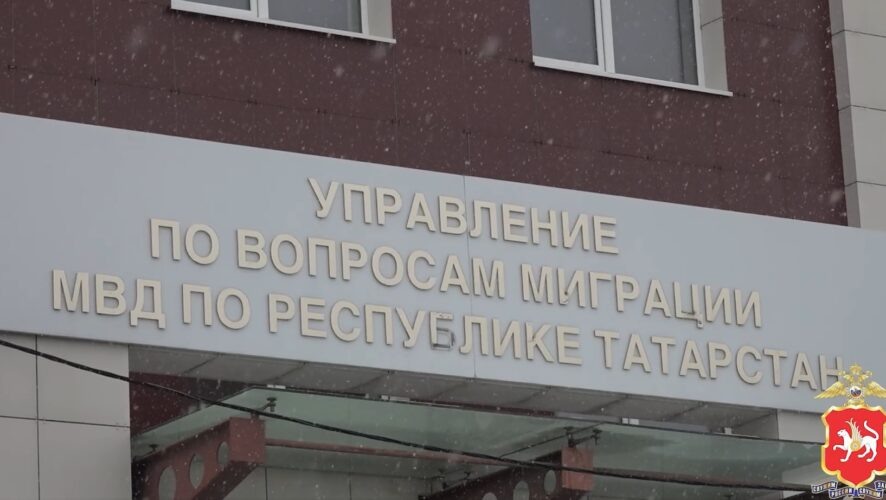 УПРАВЛЕНИЕ
ПО ВОПРОСАМ МИГРАЦИИ
МВД ПО РЕСПУБЛИКЕ ТАТАРСТАН